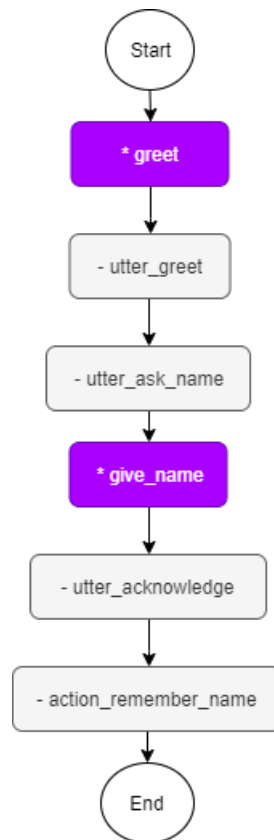 Start
* greet
- utter_greet
- utter_ask_name
* give_name
- utter_acknowledge
- action_remember_name
End